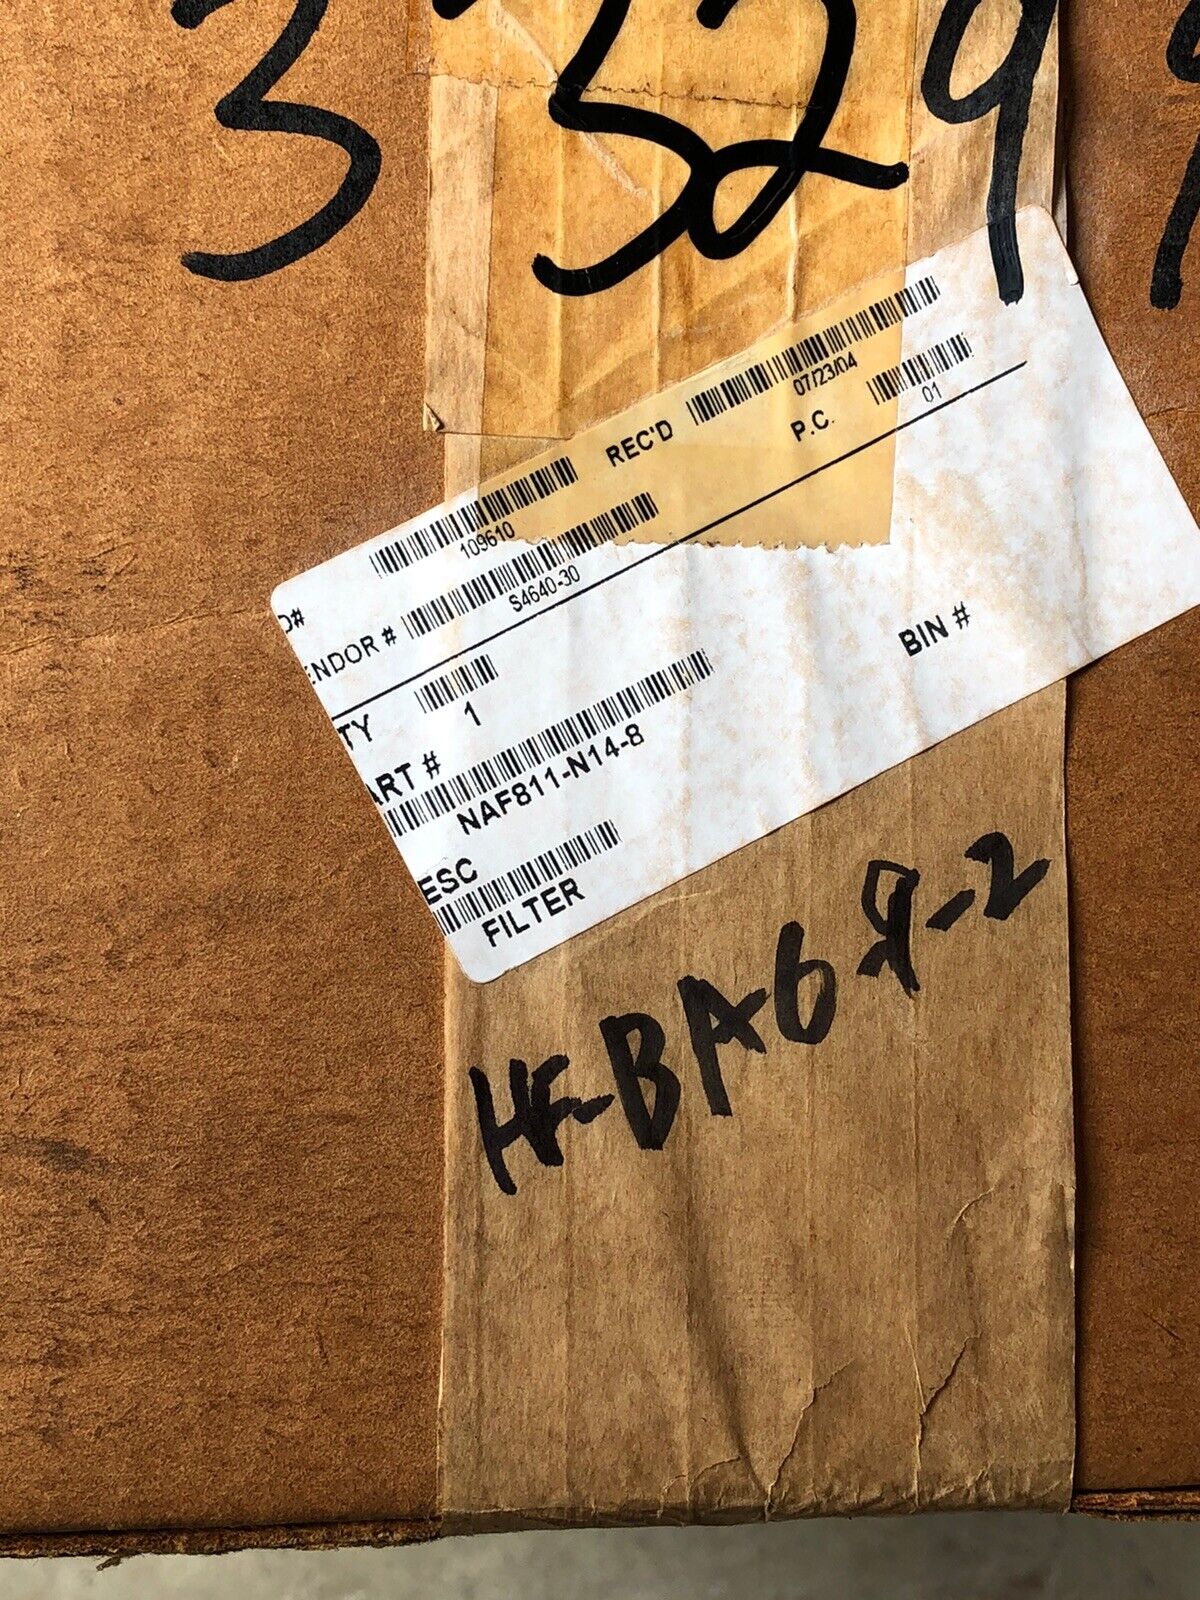 3 3299
O# 109610 REC'D 07/23/04
ENDOR # S4640-30 P.C. 01
TY 1 BIN #
ART #
NAF811-N14-8
ESC
FILTER
HF-BA69-2